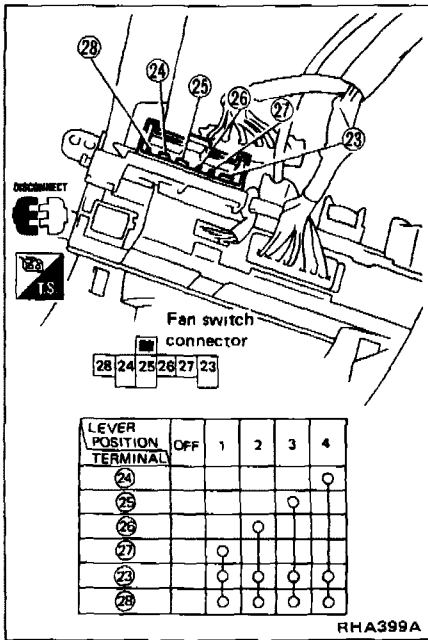 28
24
25
26
27
23
DISCONNECT
T.S.
Fan switch
connector
28 24 25 26 27 23
LEVER POSITION OFF 1 2 3 4
TERMINAL
24
25
26
27
23
28
RHA399A